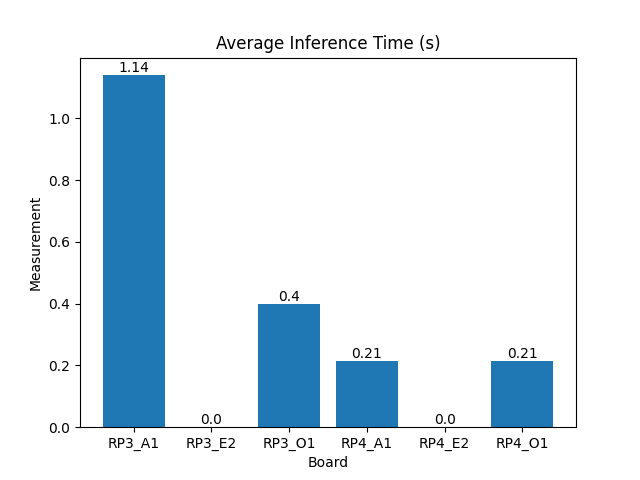 Average Inference Time (s)
Measurement
1.0
0.8
0.6
0.4
0.2
0.0
1.14
0.0
0.4
0.21
0.0
0.21
RP3_A1
RP3_E2
RP3_O1
RP4_A1
RP4_E2
RP4_O1
Board